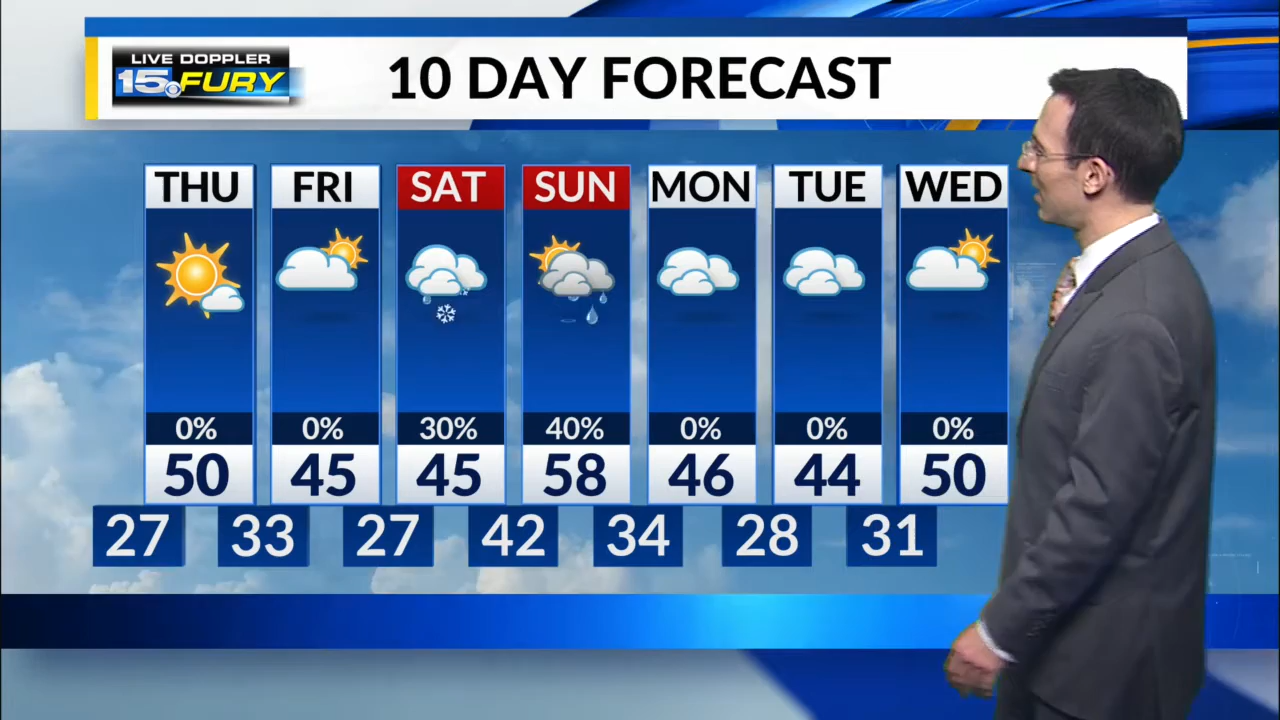 LIVE DOPPLER
15 FURY
10 DAY FORECAST
THU FRI SAT SUN MON TUE WED
0% 0% 30% 40% 0% 0% 0%
50 45 45 58 46 44 50
27 33 27 42 34 28 31